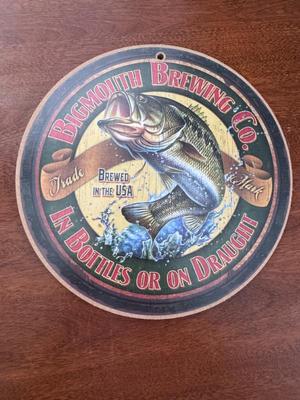 BIGMOUTH BREWING CO.
Trade Mark
BREWED
IN THE USA
IN BOTTLES OR ON DRAUGHT